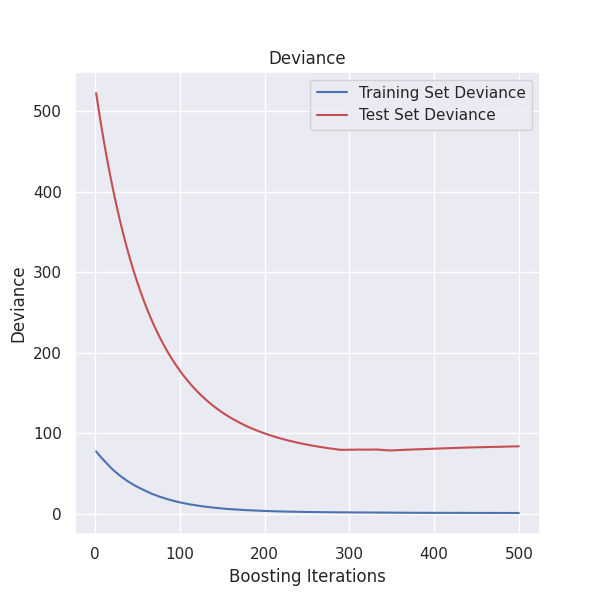 Deviance
Training Set Deviance
Test Set Deviance
500
400
300
200
100
0
Deviance
0 100 200 300 400 500
Boosting Iterations